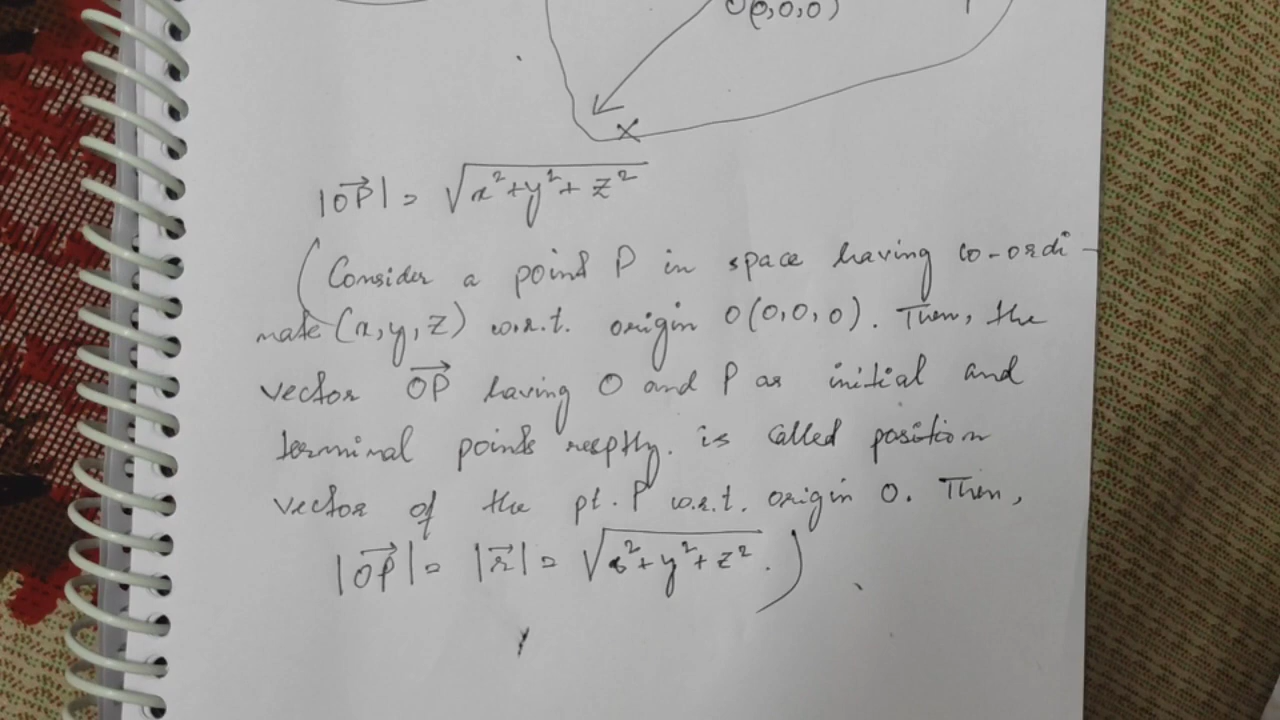 O(0,0,0)
X
|OP⃗| = √x²+y²+z²
(Consider a point P in space having co-ordi-
nate (x,y,z) w.r.t. origin O(0,0,0). Then, the
vector OP⃗ having O and P as initial and
terminal points resptly. is called position
vector of the pt. P w.r.t. origin O. Then,
|OP⃗| = |r⃗| = √x²+y²+z².)